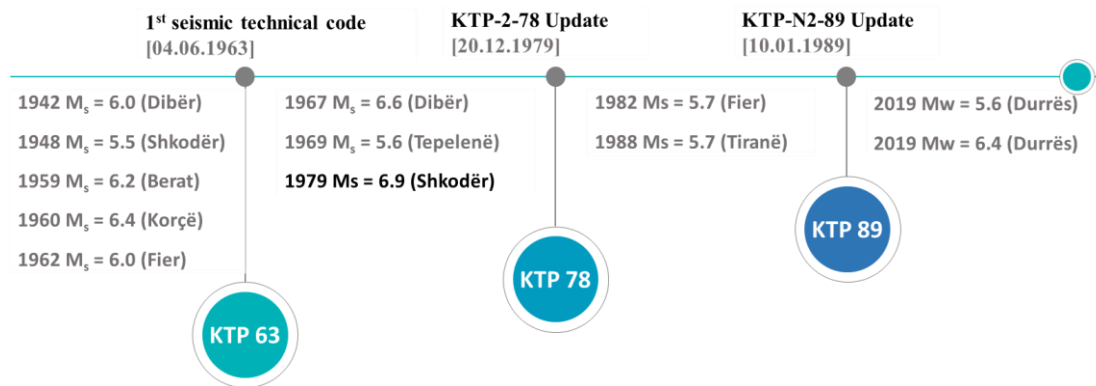 1st seismic technical code
[04.06.1963]
KTP-2-78 Update
[20.12.1979]
KTP-N2-89 Update
[10.01.1989]
1942 Ms = 6.0 (Dibër)
1948 Ms = 5.5 (Shkodër)
1959 Ms = 6.2 (Berat)
1960 Ms = 6.4 (Korçë)
1962 Ms = 6.0 (Fier)
1967 Ms = 6.6 (Dibër)
1969 Ms = 5.6 (Tepelenë)
1979 Ms = 6.9 (Shkodër)
1982 Ms = 5.7 (Fier)
1988 Ms = 5.7 (Tiranë)
2019 Mw = 5.6 (Durrës)
2019 Mw = 6.4 (Durrës)
KTP 63
KTP 78
KTP 89